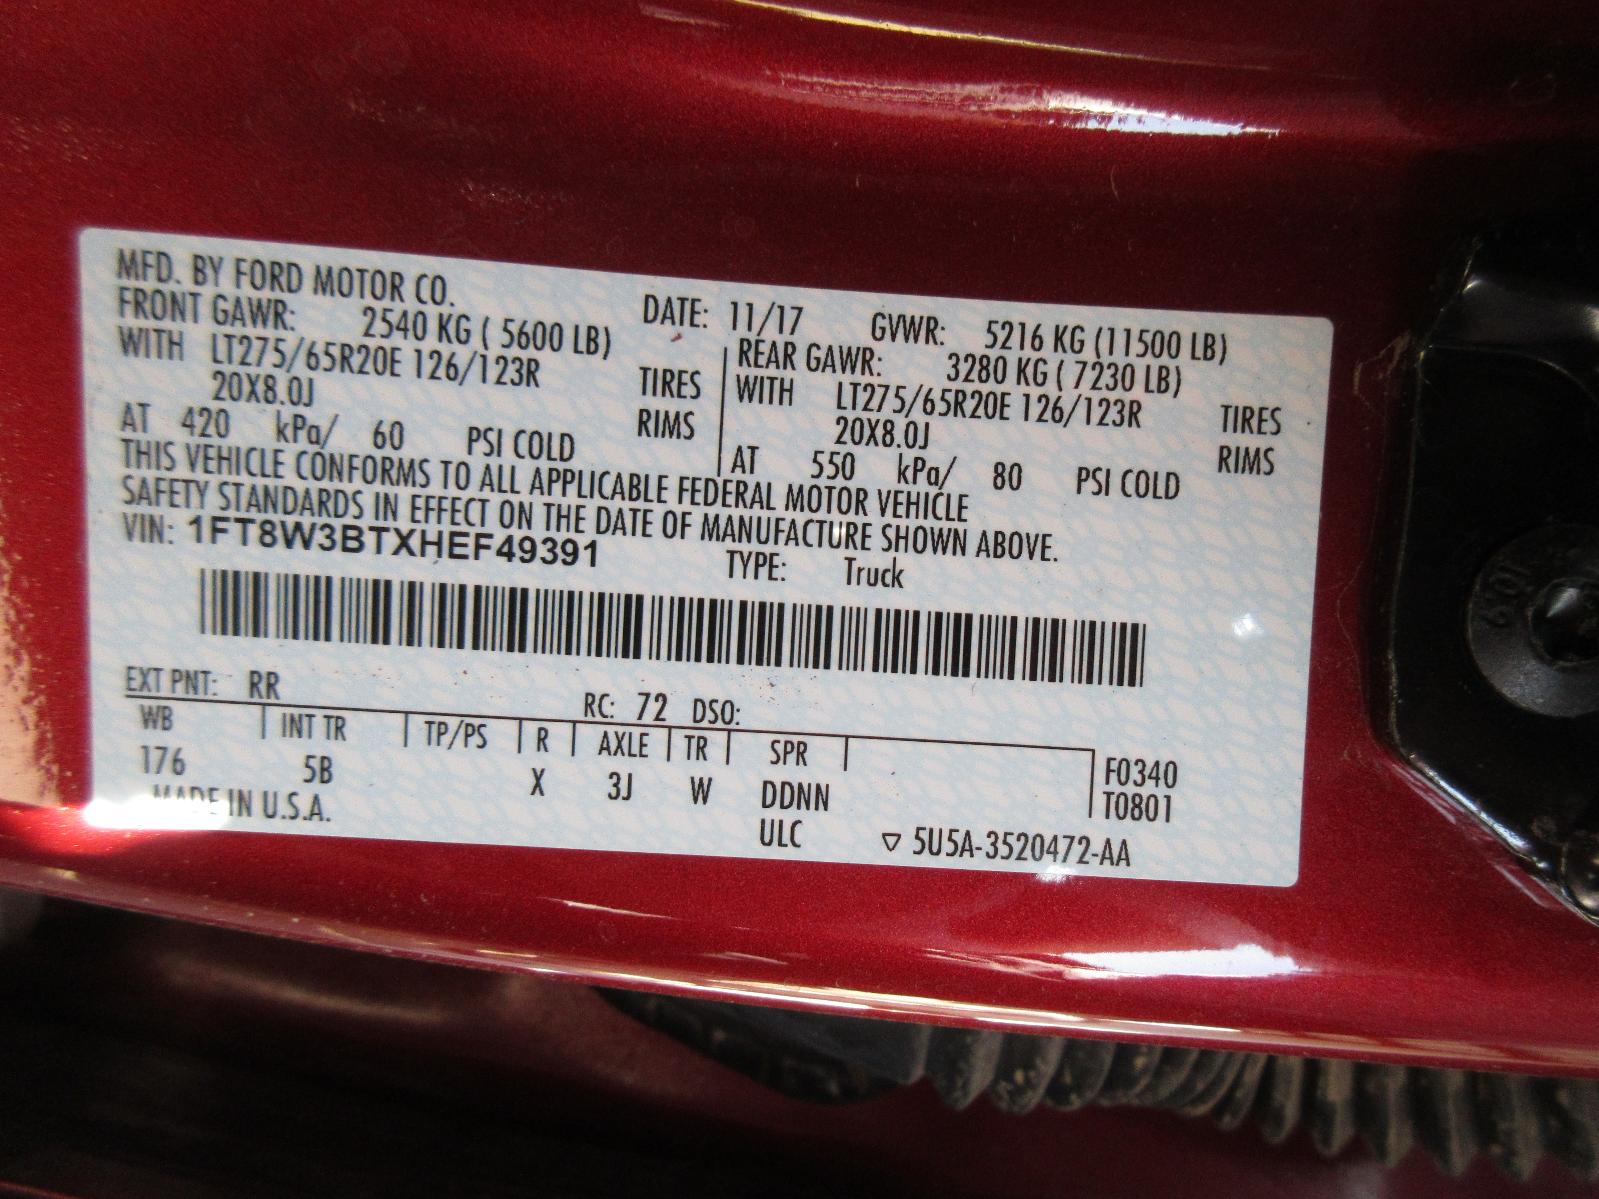 MFD. BY FORD MOTOR CO. DATE: 11/17 GVWR: 5216 KG (11500 LB)
FRONT GAWR: 2540 KG ( 5600 LB) REAR GAWR: 3280 KG ( 7230 LB)
WITH LT275/65R20E 126/123R TIRES WITH LT275/65R20E 126/123R TIRES
20X8.0J RIMS 20X8.0J RIMS
AT 420 kPa/ 60 PSI COLD AT 550 kPa/ 80 PSI COLD
THIS VEHICLE CONFORMS TO ALL APPLICABLE FEDERAL MOTOR VEHICLE
SAFETY STANDARDS IN EFFECT ON THE DATE OF MANUFACTURE SHOWN ABOVE.
VIN: 1FT8W3BTXHEF49391 TYPE: Truck
EXT PNT: RR RC: 72 DSO:
WB INT TR TP/PS R AXLE TR SPR F0340
176 5B X 3J W DDNN T0801
MADE IN U.S.A. ULC ▽ 5U5A-3520472-AA
10.9